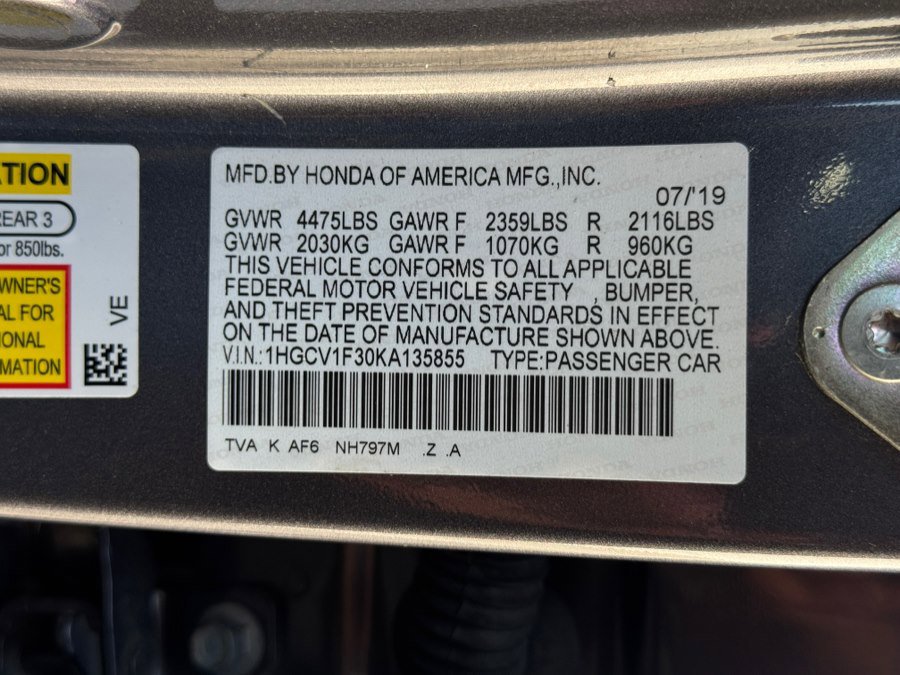 ATION
REAR 3
or 850lbs.
WNER'S
AL FOR
IONAL
RMATION
VE
MFD.BY HONDA OF AMERICA MFG.,INC.
07/'19
GVWR 4475LBS GAWR F 2359LBS R 2116LBS
GVWR 2030KG GAWR F 1070KG R 960KG
THIS VEHICLE CONFORMS TO ALL APPLICABLE
FEDERAL MOTOR VEHICLE SAFETY , BUMPER,
AND THEFT PREVENTION STANDARDS IN EFFECT
ON THE DATE OF MANUFACTURE SHOWN ABOVE.
V.I.N.:1HGCV1F30KA135855 TYPE:PASSENGER CAR
TVA K AF6 NH797M .Z .A